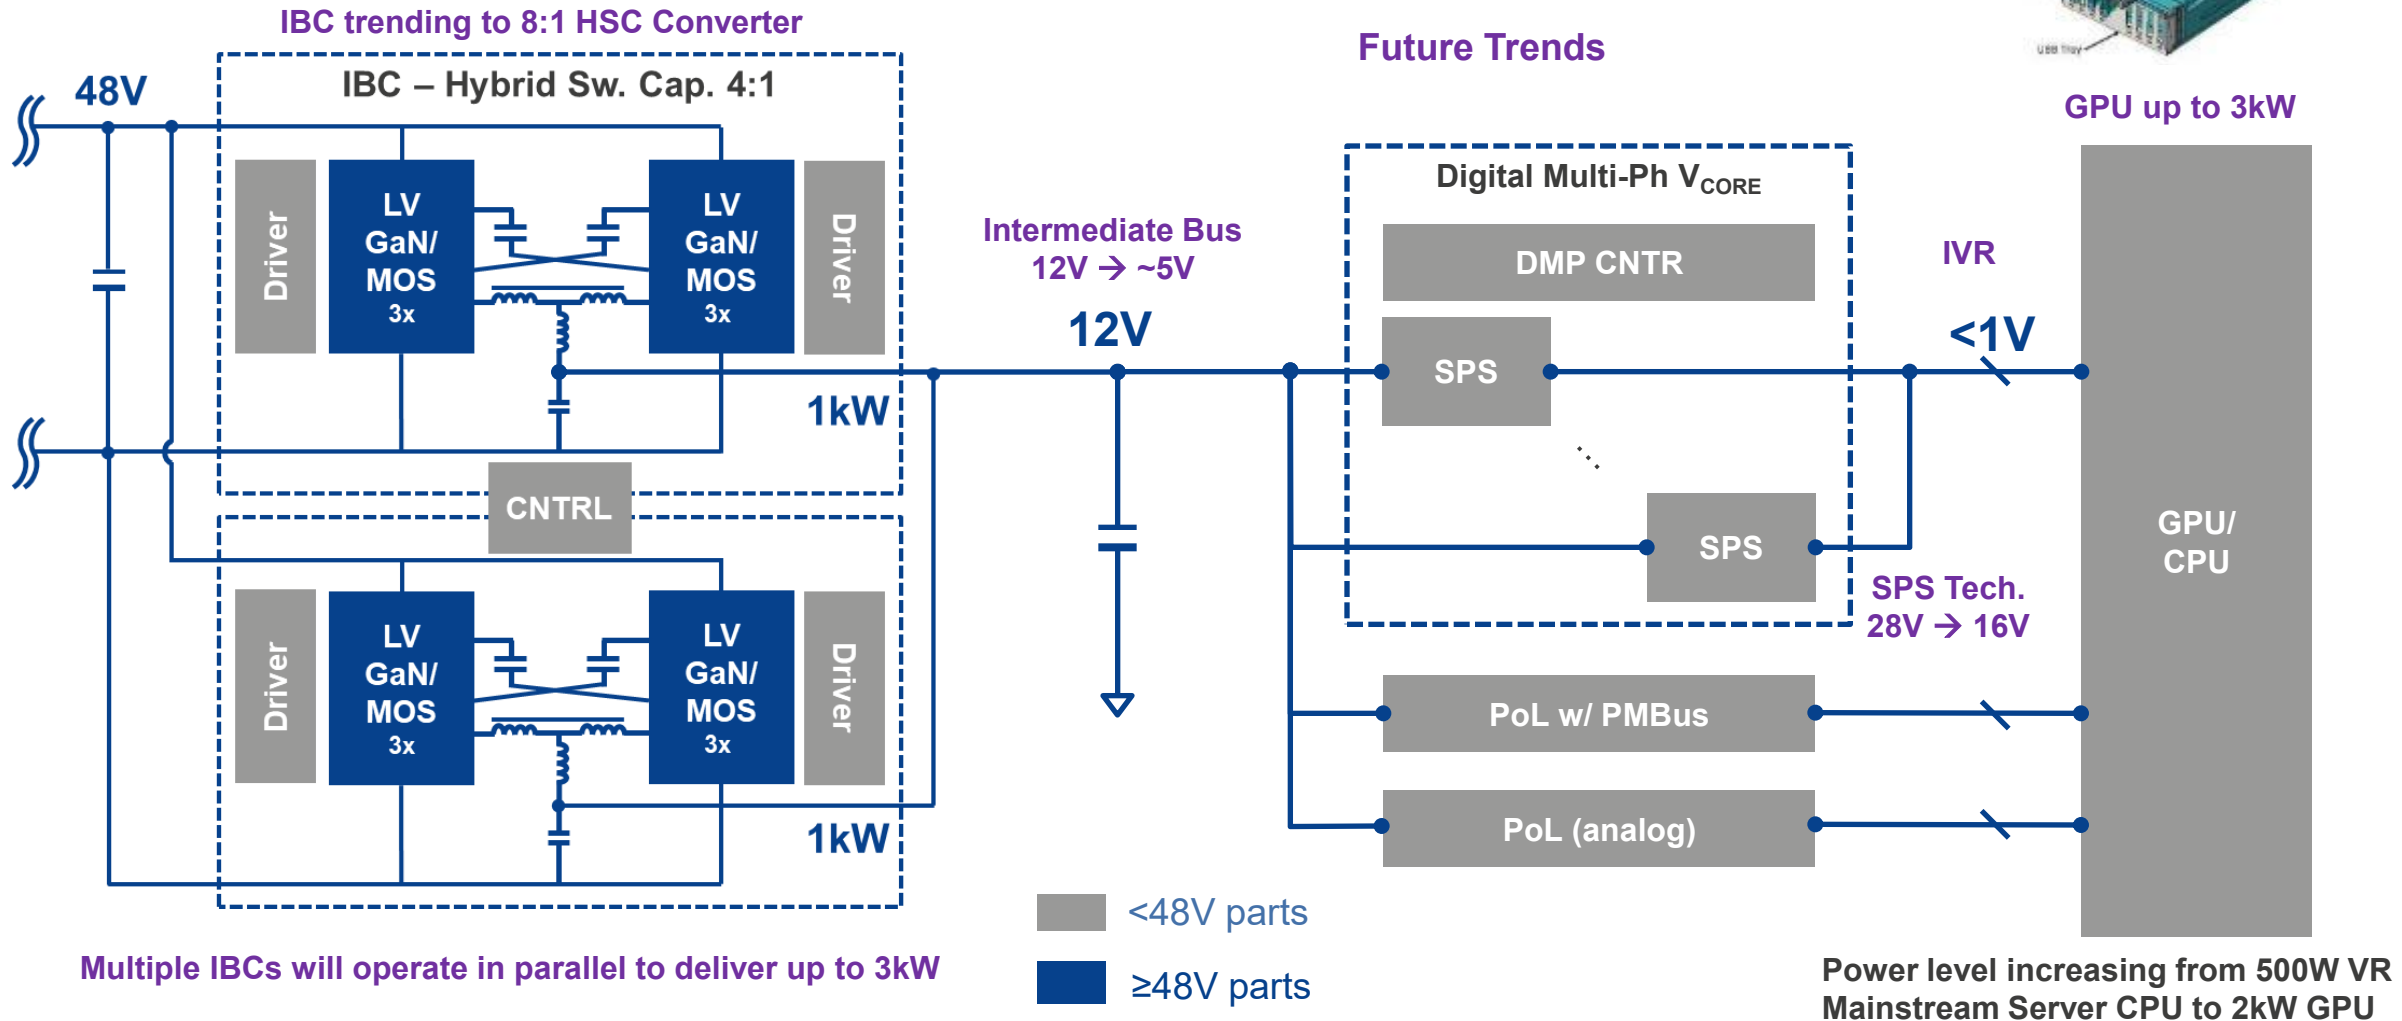 IBC trending to 8:1 HSC Converter
Future Trends
UBB tray
48V
IBC – Hybrid Sw. Cap. 4:1
GPU up to 3kW
Driver
LV
GaN/
MOS
3x
LV
GaN/
MOS
3x
Driver
1kW
CNTRL
Driver
LV
GaN/
MOS
3x
LV
GaN/
MOS
3x
Driver
1kW
Multiple IBCs will operate in parallel to deliver up to 3kW
Intermediate Bus
12V → ~5V
12V
Digital Multi-Ph VCORE
DMP CNTR
SPS
SPS
IVR
<1V
SPS Tech.
28V → 16V
PoL w/ PMBus
PoL (analog)
GPU/
CPU
<48V parts
≥48V parts
Power level increasing from 500W VR
Mainstream Server CPU to 2kW GPU